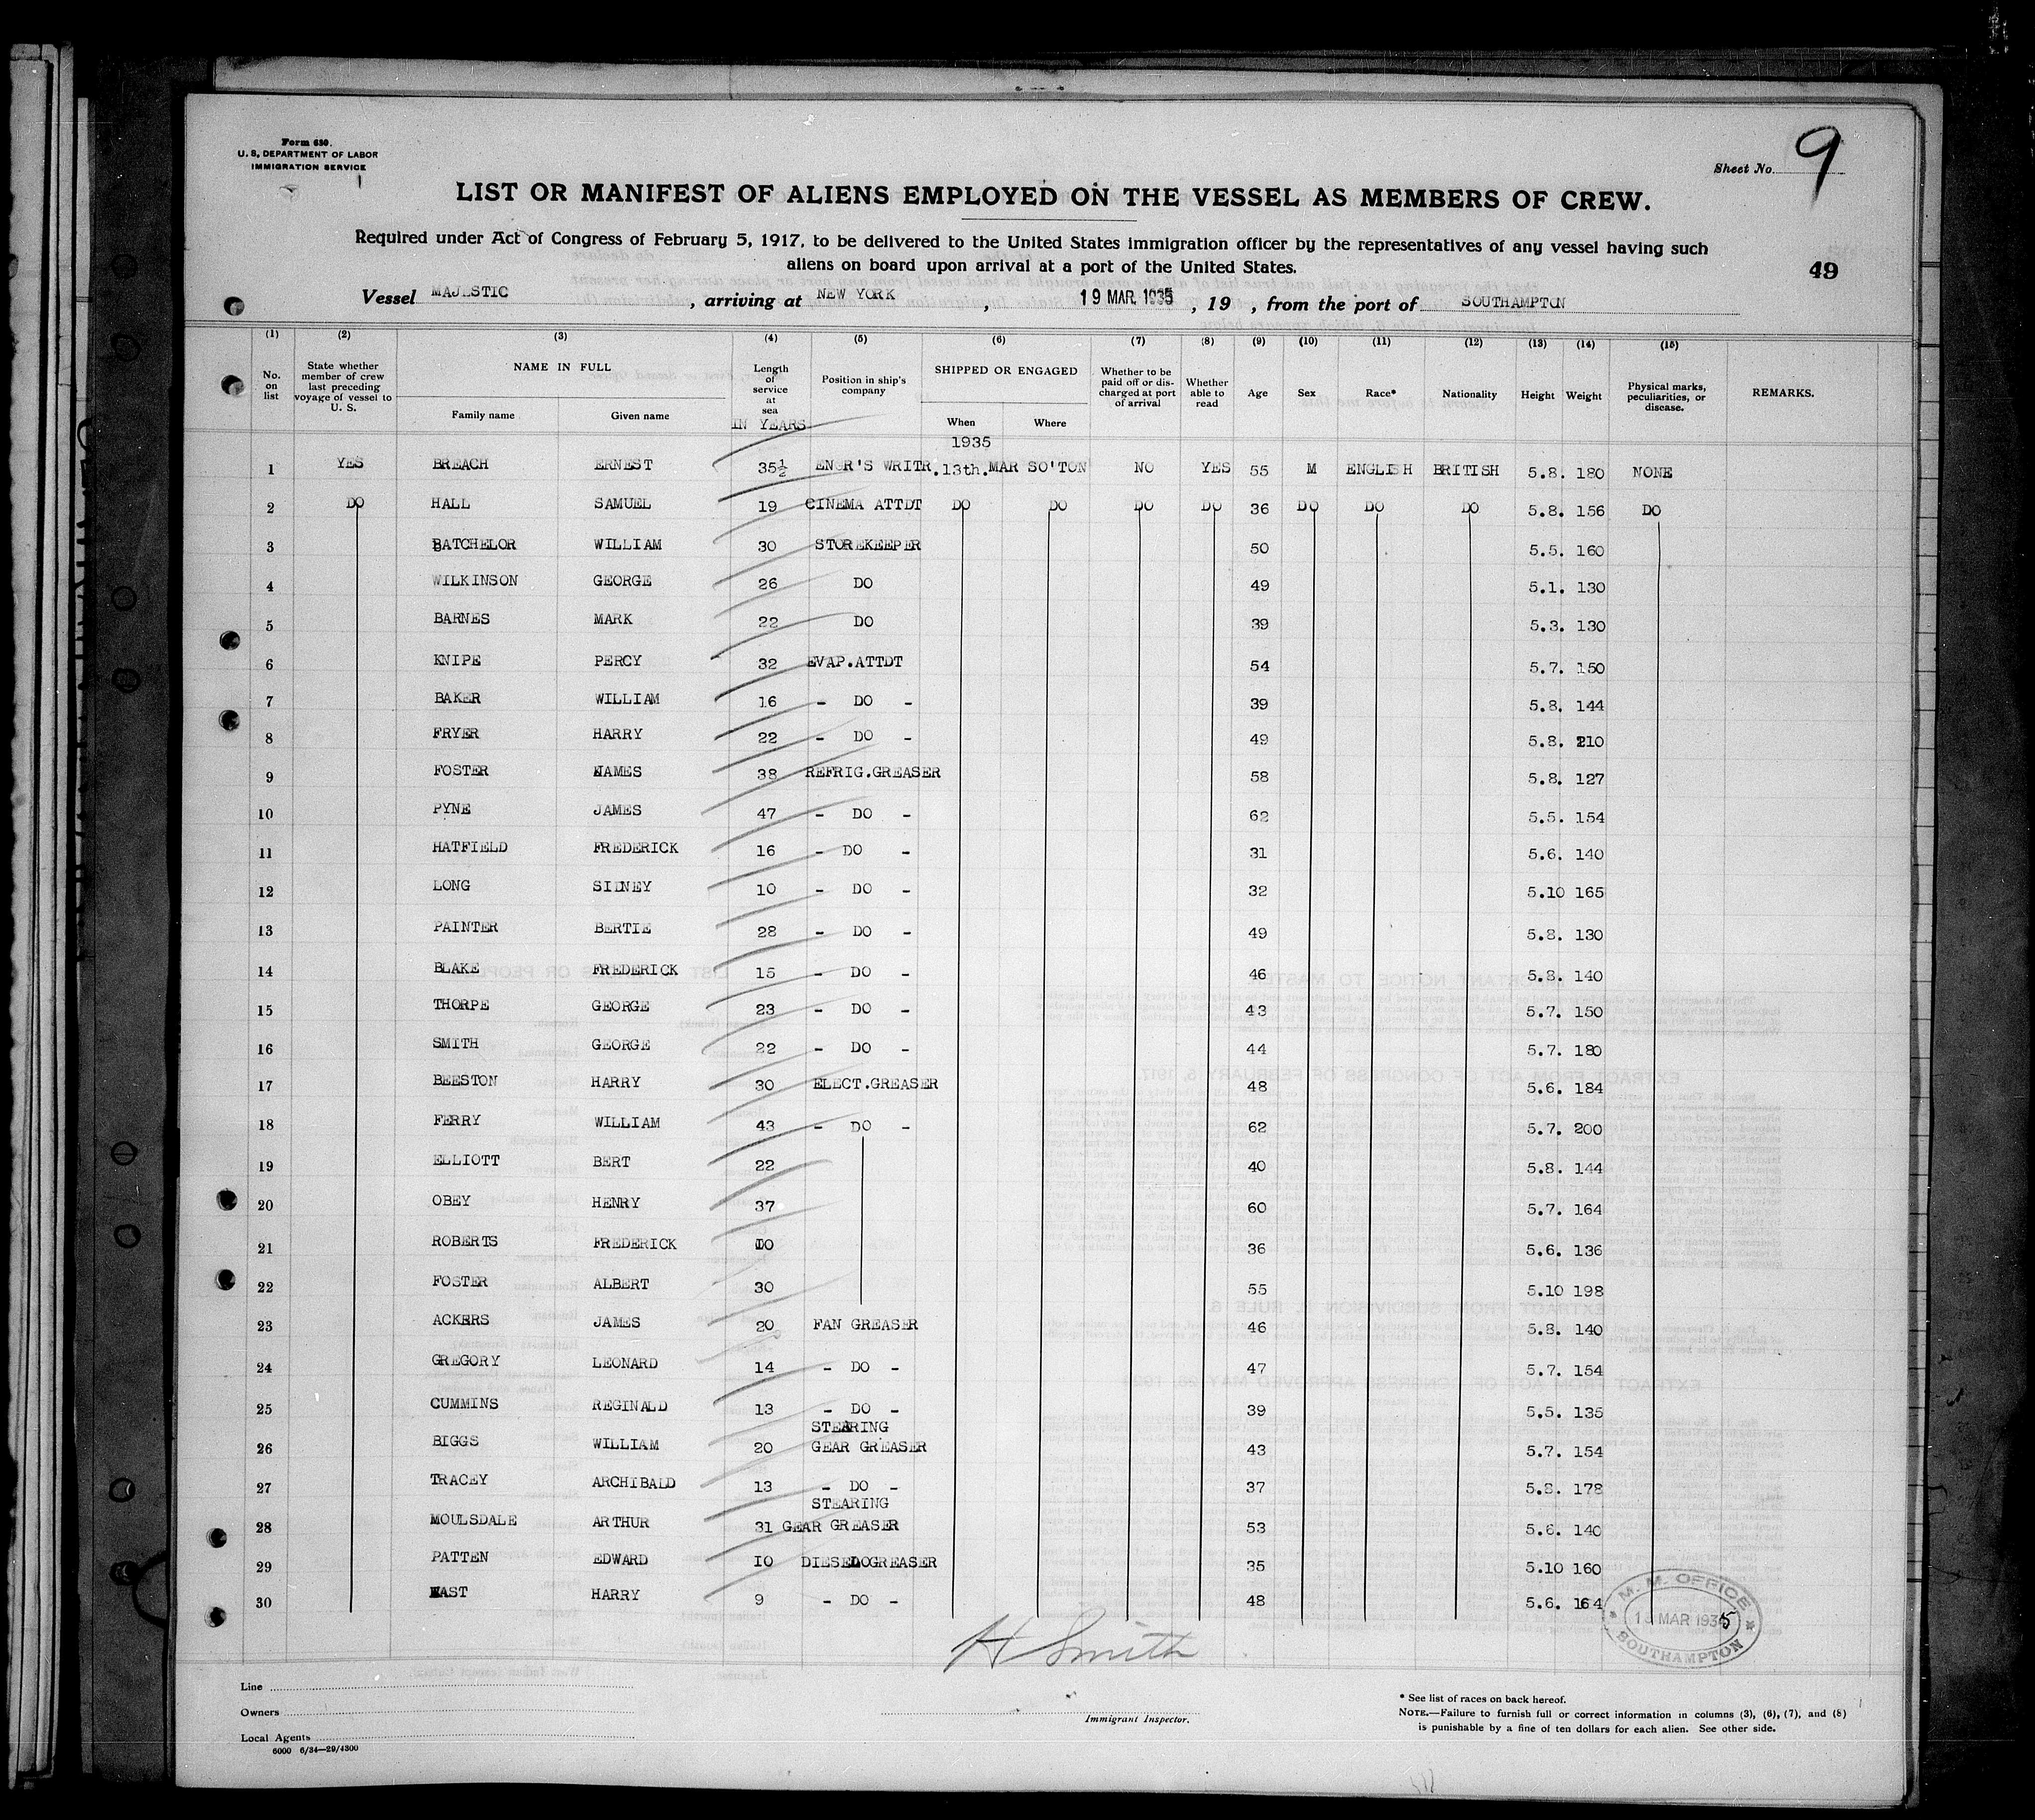 Form 630.
U. S. DEPARTMENT OF LABOR
IMMIGRATION SERVICE
Sheet No. 9
LIST OR MANIFEST OF ALIENS EMPLOYED ON THE VESSEL AS MEMBERS OF CREW.
Required under Act of Congress of February 5, 1917, to be delivered to the United States immigration officer by the representatives of any vessel having such
aliens on board upon arrival at a port of the United States.
49
Vessel MAJESTIC, arriving at NEW YORK, 19 MAR. 1935, 19 , from the port of SOUTHAMPTON
(1) (2) (3) (4) (5) (6) (7) (8) (9) (10) (11) (12) (13) (14) (15)
No. on list
State whether member of crew last preceding voyage of vessel to U. S.
NAME IN FULL
Family name
Given name
Length of service at sea
IN YEARS
Position in ship's company
SHIPPED OR ENGAGED
When
Where
Whether to be paid off or discharged at port of arrival
Whether able to read
Age
Sex
Race*
Nationality
Height
Weight
Physical marks, peculiarities, or disease.
REMARKS.
1935
1 YES BREACH ERNEST 35½ ENGR'S WRITR. 13th. MAR SO'TON NO YES 55 M ENGLISH BRITISH 5.8. 180 NONE
2 DO HALL SAMUEL 19 CINEMA ATTDT DO DO DO DO 36 DO DO DO 5.8. 156 DO
3 BATCHELOR WILLIAM 30 STOREKEEPER 50 5.5. 160
4 WILKINSON GEORGE 26 DO 49 5.1. 130
5 BARNES MARK 22 DO 39 5.3. 130
6 KNIPE PERCY 32 EVAP.ATTDT 54 5.7. 150
7 BAKER WILLIAM 16 - DO - 39 5.8. 144
8 FRYER HARRY 22 - DO - 49 5.8. 210
9 FOSTER JAMES 38 REFRIG.GREASER 58 5.8. 127
10 PYNE JAMES 47 - DO - 62 5.5. 154
11 HATFIELD FREDERICK 16 - DO - 31 5.6. 140
12 LONG SIDNEY 10 - DO - 32 5.10 165
13 PAINTER BERTIE 28 - DO - 49 5.8. 130
14 BLAKE FREDERICK 15 - DO - 46 5.8. 140
15 THORPE GEORGE 23 - DO - 43 5.7. 150
16 SMITH GEORGE 22 - DO - 44 5.7. 180
17 BEESTON HARRY 30 ELECT.GREASER 48 5.6. 184
18 FERRY WILLIAM 43 - DO - 62 5.7. 200
19 ELLIOTT BERT 22 40 5.8. 144
20 OBEY HENRY 37 60 5.7. 164
21 ROBERTS FREDERICK 10 36 5.6. 136
22 FOSTER ALBERT 30 55 5.10 198
23 ACKERS JAMES 20 FAN GREASER 46 5.8. 140
24 GREGORY LEONARD 14 - DO - 47 5.7. 154
25 CUMMINS REGINALD 13 - DO - 39 5.5. 135
STEARING
26 BIGGS WILLIAM 20 GEAR GREASER 43 5.7. 154
27 TRACEY ARCHIBALD 13 - DO - 37 5.8. 178
STEARING
28 MOULSDALE ARTHUR 31 GEAR GREASER 53 5.6. 140
29 PATTEN EDWARD 10 DIESEL GREASER 35 5.10 160
30 EAST HARRY 9 - DO - 48 5.6. 164
M. M. OFFICE
13 MAR 1935
SOUTHAMPTON
H Smith
Line
Owners
Local Agents
6000 6/34—29/4300
Immigrant Inspector.
* See list of races on back hereof.
NOTE.—Failure to furnish full or correct information in columns (3), (6), (7), and (8)
is punishable by a fine of ten dollars for each alien. See other side.